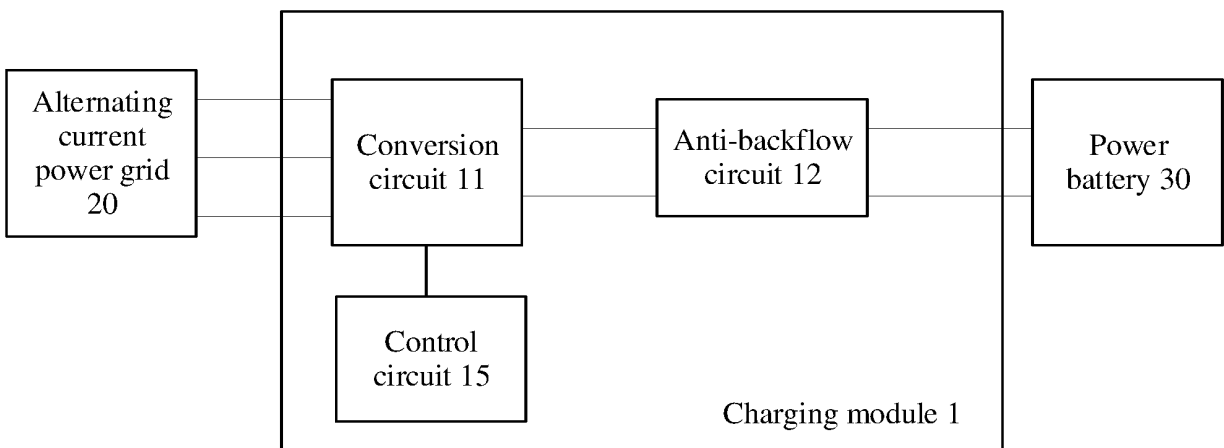 Alternating
current
power grid
20
Conversion
circuit 11
Anti-backflow
circuit 12
Power
battery 30
Control
circuit 15
Charging module 1